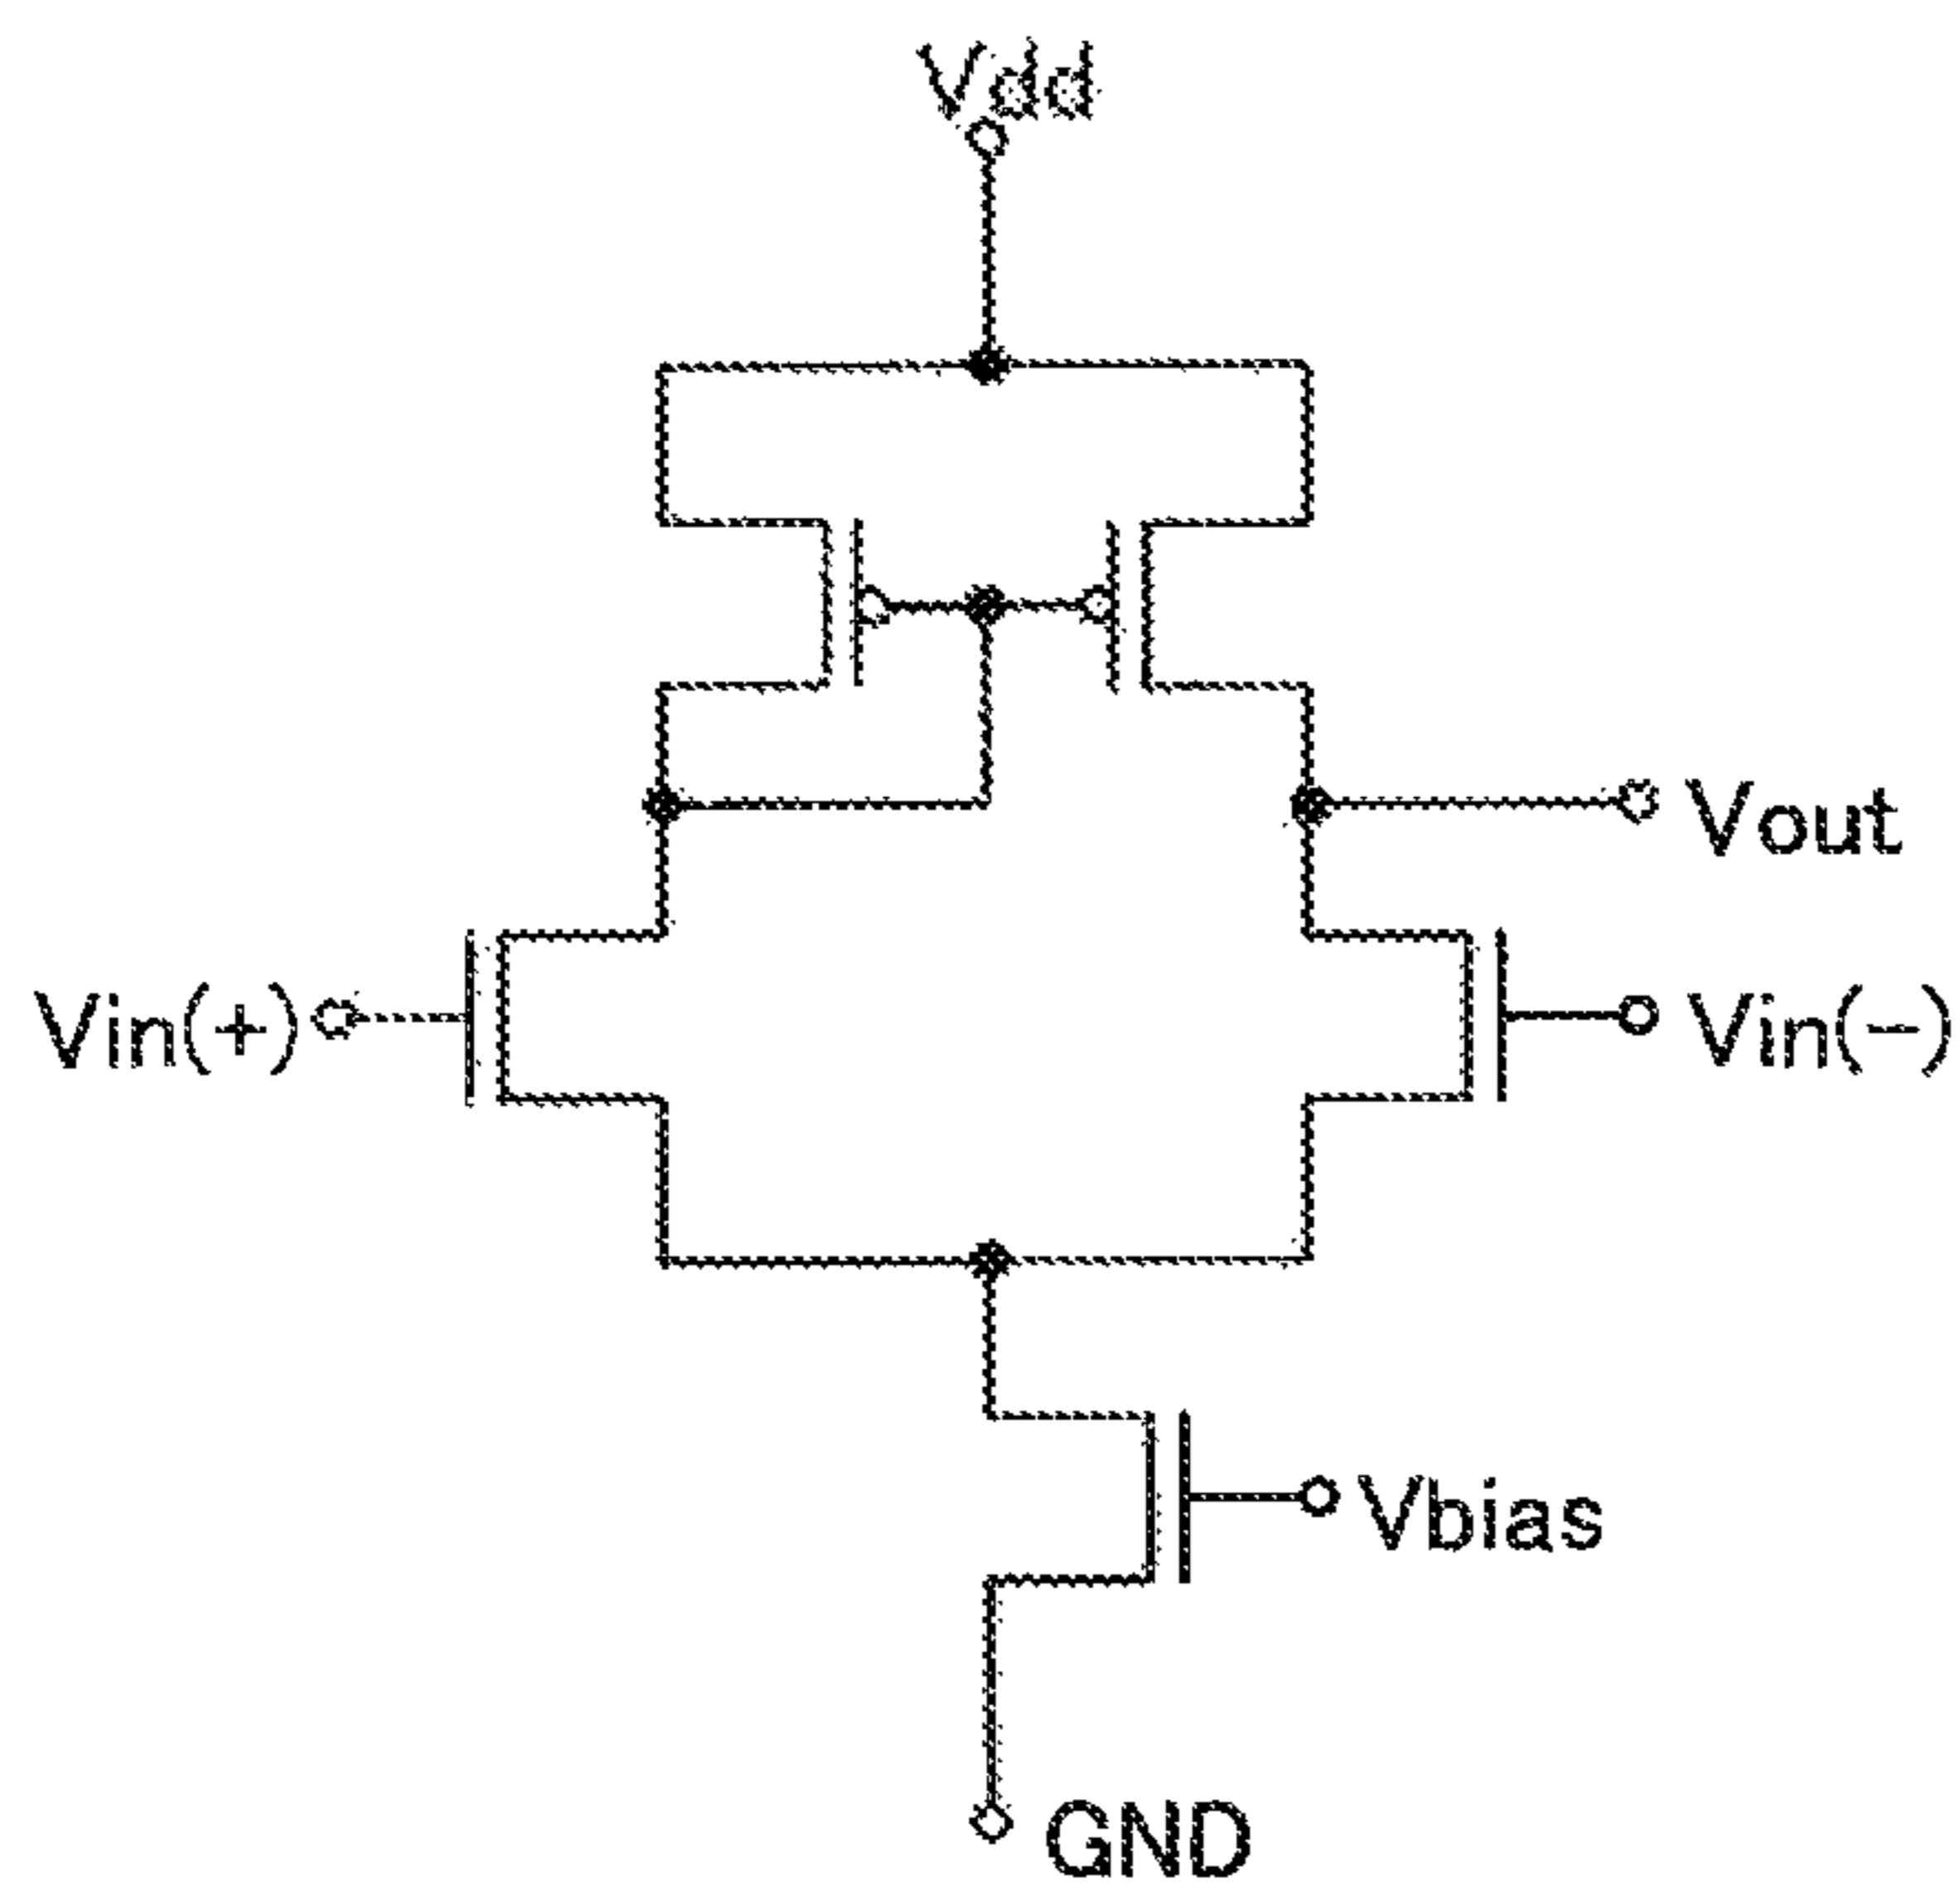 Vdd
Vout
Vin(+)
Vin(−)
Vbias
GND